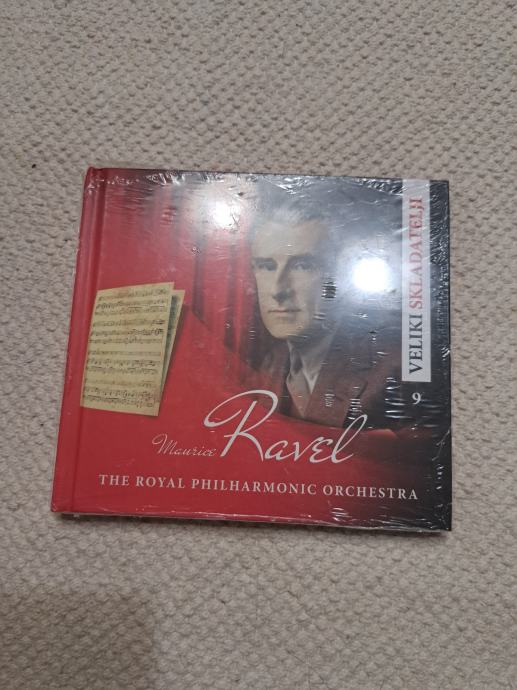 VELIKI SKLADATELJI
9
Maurice Ravel
THE ROYAL PHILHARMONIC ORCHESTRA